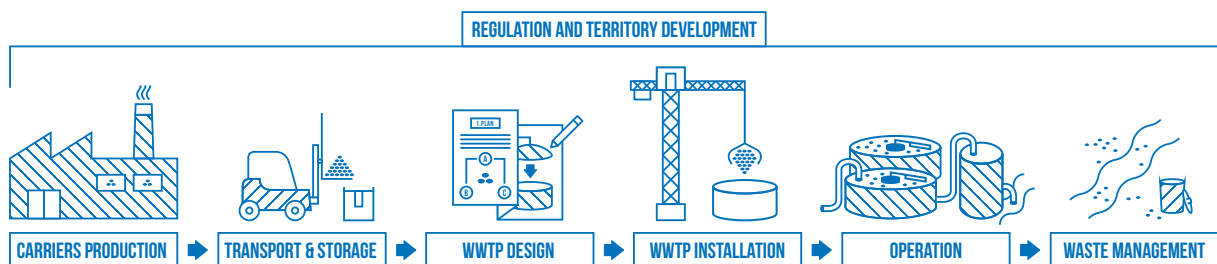 REGULATION AND TERRITORY DEVELOPMENT
1.PLAN
A
B
C
CARRIERS PRODUCTION
TRANSPORT & STORAGE
WWTP DESIGN
WWTP INSTALLATION
OPERATION
WASTE MANAGEMENT